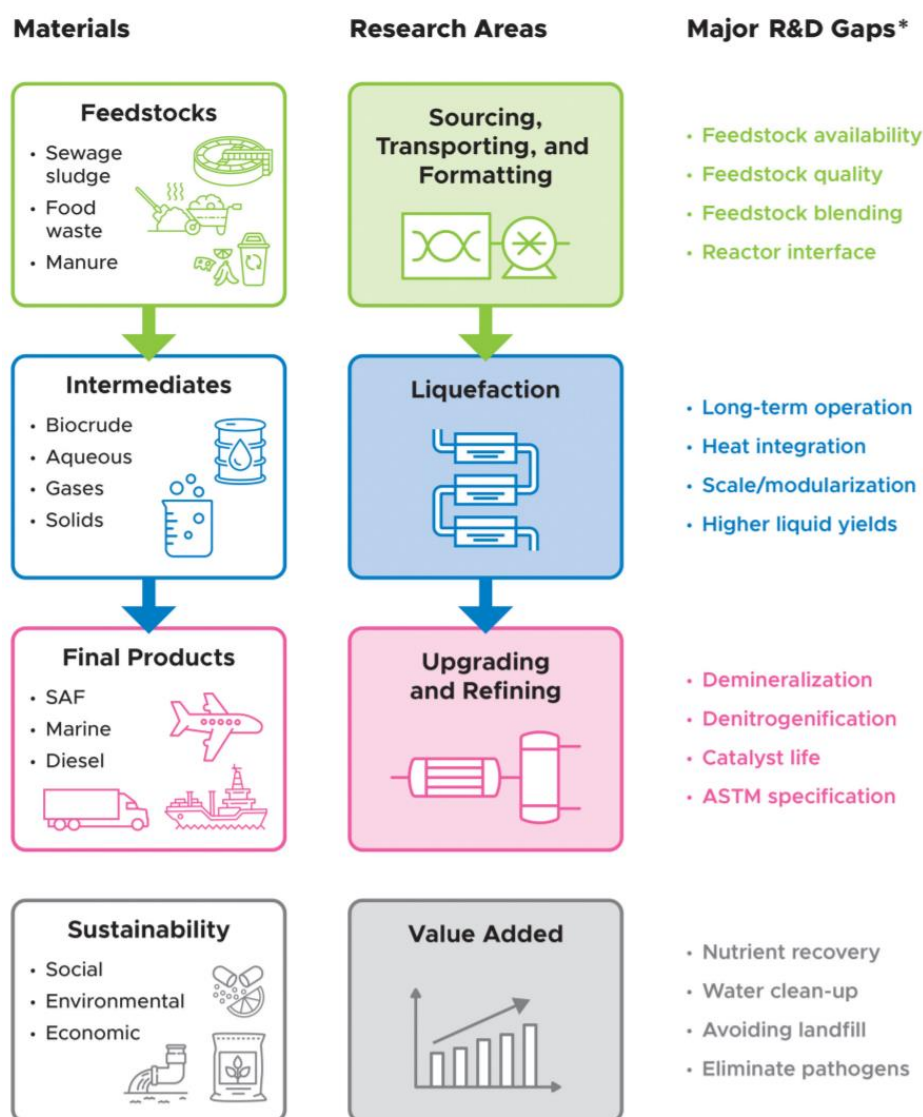 Materials
Research Areas
Major R&D Gaps*
Feedstocks
• Sewage
sludge
• Food
waste
• Manure
Sourcing,
Transporting, and
Formatting
• Feedstock availability
• Feedstock quality
• Feedstock blending
• Reactor interface
Intermediates
• Biocrude
• Aqueous
• Gases
• Solids
Liquefaction
• Long-term operation
• Heat integration
• Scale/modularization
• Higher liquid yields
Final Products
• SAF
• Marine
• Diesel
Upgrading
and Refining
• Demineralization
• Denitrogenification
• Catalyst life
• ASTM specification
Sustainability
• Social
• Environmental
• Economic
Value Added
• Nutrient recovery
• Water clean-up
• Avoiding landfill
• Eliminate pathogens